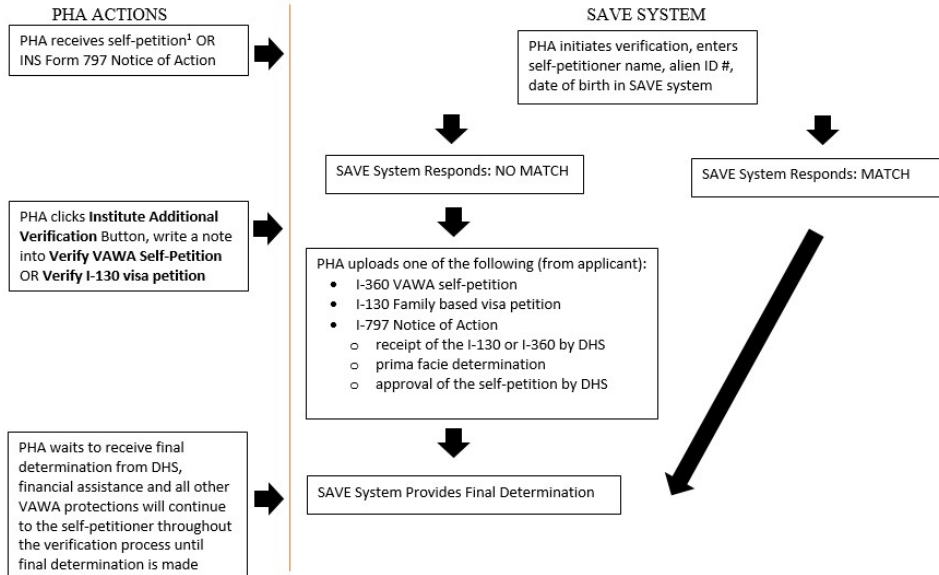 PHA ACTIONS
SAVE SYSTEM
PHA receives self-petition¹ OR
INS Form 797 Notice of Action
PHA initiates verification, enters
self-petitioner name, alien ID #,
date of birth in SAVE system
SAVE System Responds: NO MATCH
SAVE System Responds: MATCH
PHA clicks Institute Additional
Verification Button, write a note
into Verify VAWA Self-Petition
OR Verify I-130 visa petition
PHA uploads one of the following (from applicant):
• I-360 VAWA self-petition
• I-130 Family based visa petition
• I-797 Notice of Action
o receipt of the I-130 or I-360 by DHS
o prima facie determination
o approval of the self-petition by DHS
PHA waits to receive final
determination from DHS,
financial assistance and all other
VAWA protections will continue
to the self-petitioner throughout
the verification process until
final determination is made
SAVE System Provides Final Determination